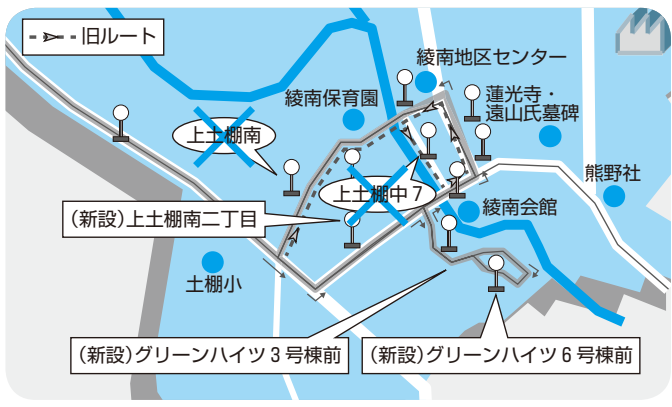 旧ルート
綾南地区センター
綾南保育園
蓮光寺・
遠山氏墓碑
上土棚南
熊野社
上土棚中7
(新設)上土棚南二丁目
綾南会館
土棚小
(新設)グリーンハイツ3号棟前
(新設)グリーンハイツ6号棟前